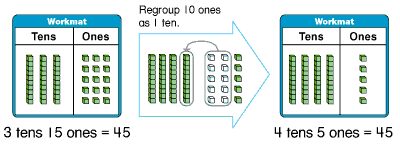 Workmat
Tens Ones
3 tens 15 ones = 45
Regroup 10 ones
as 1 ten.
Workmat
Tens Ones
4 tens 5 ones = 45